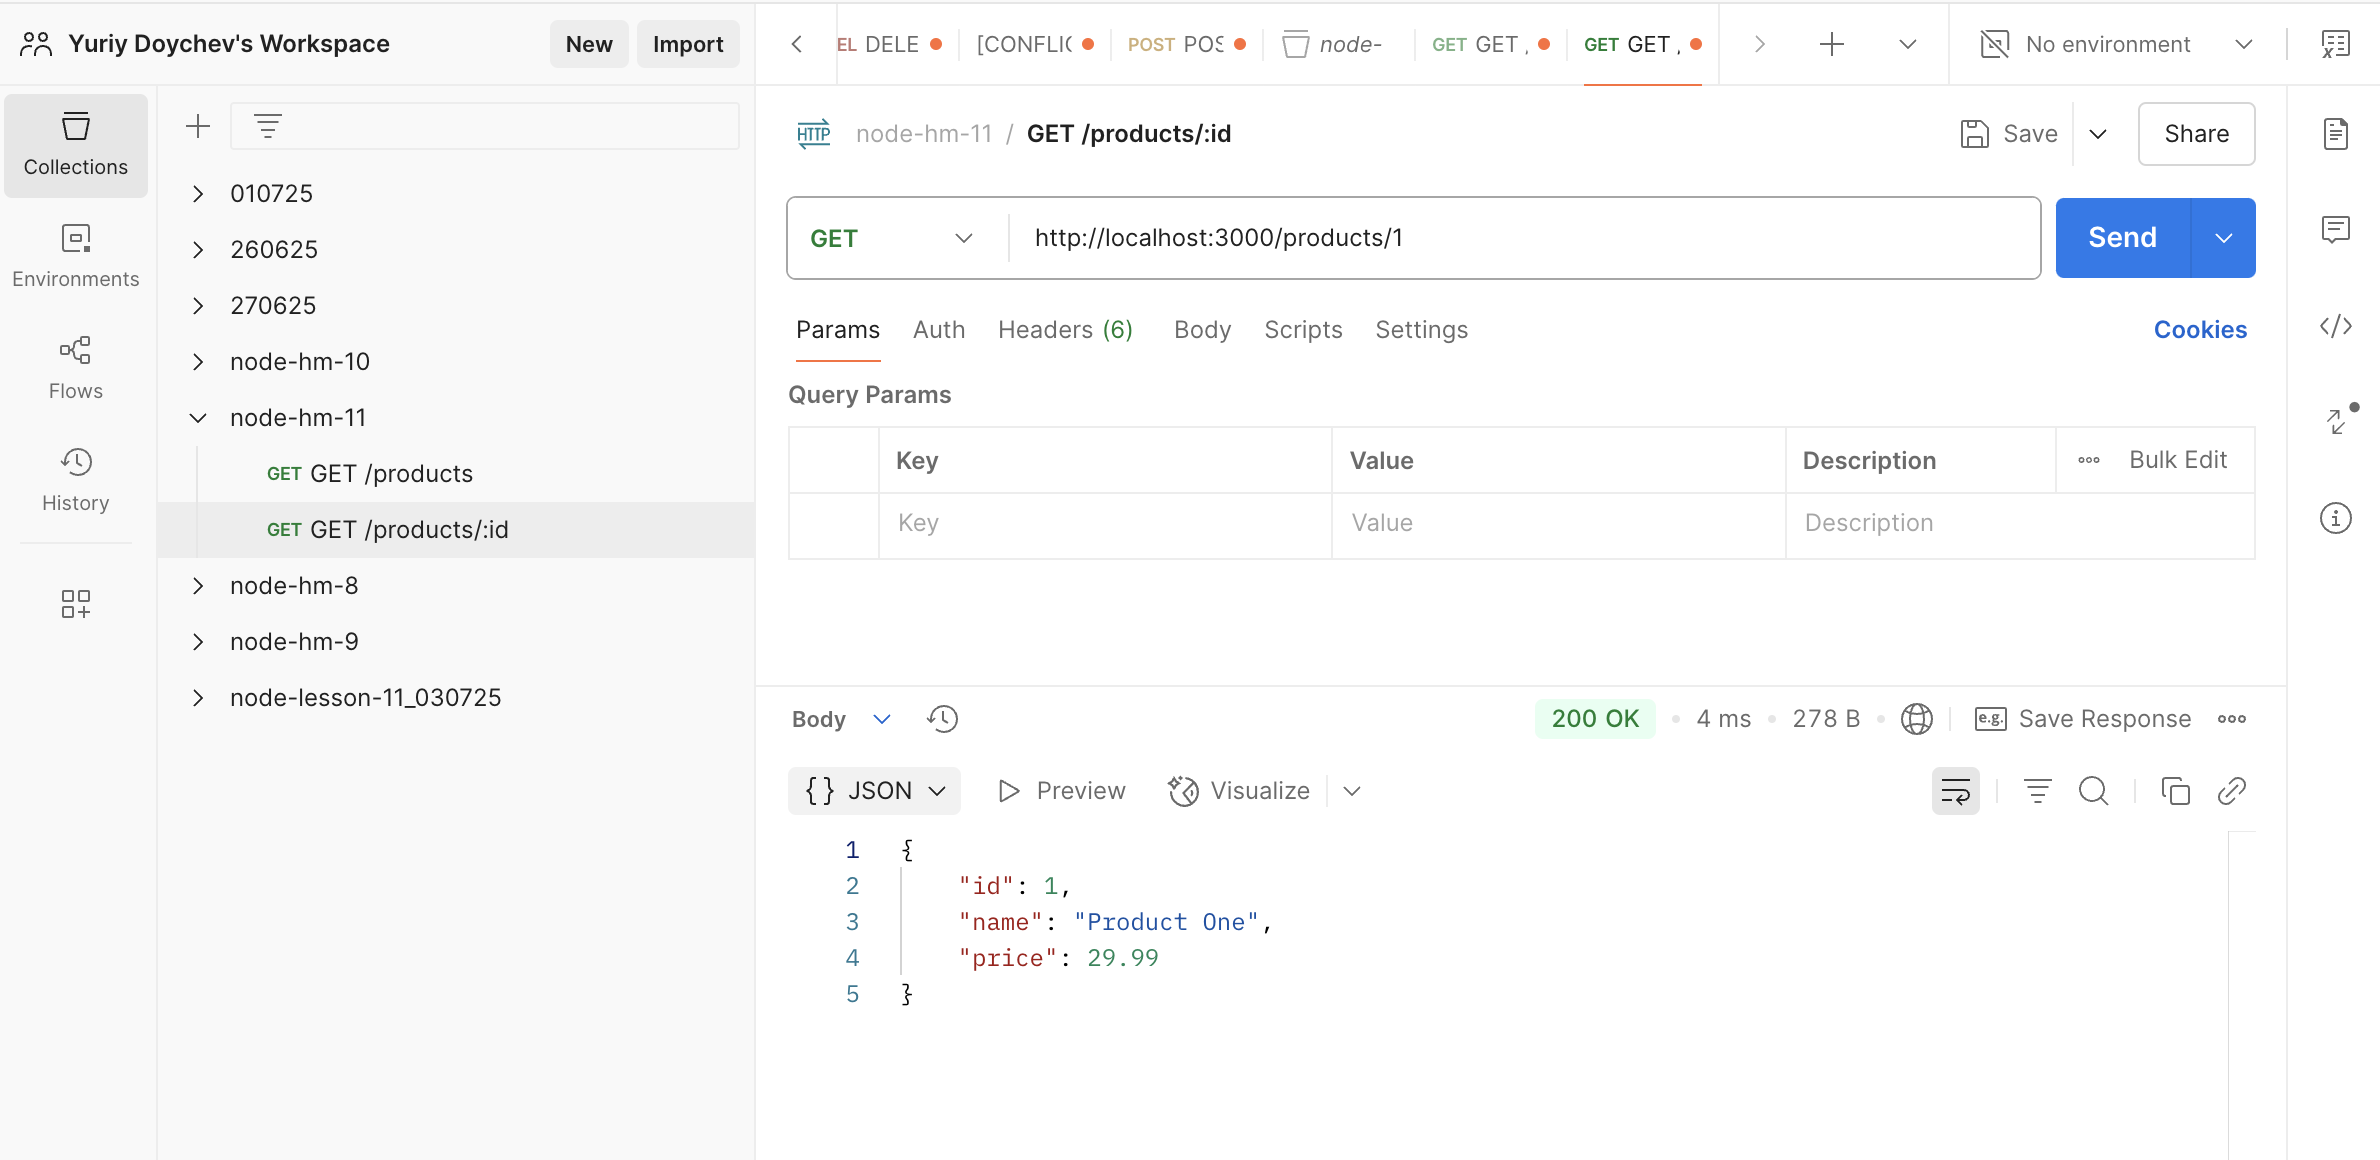 Yuriy Doychev's Workspace
New
Import
EL DELE
[CONFLIC
POST POS
node-
GET GET
GET GET
No environment
Collections
Environments
Flows
History
010725
260625
270625
node-hm-10
node-hm-11
GET GET /products
GET GET /products/:id
node-hm-8
node-hm-9
node-lesson-11_030725
HTTP node-hm-11 / GET /products/:id
Save
Share
GET
http://localhost:3000/products/1
Send
Params
Auth
Headers (6)
Body
Scripts
Settings
Cookies
Query Params
Key
Value
Description
Bulk Edit
Key
Value
Description
Body
200 OK
4 ms
278 B
e.g. Save Response
{ } JSON
Preview
Visualize
1 {
2 "id": 1,
3 "name": "Product One",
4 "price": 29.99
5 }